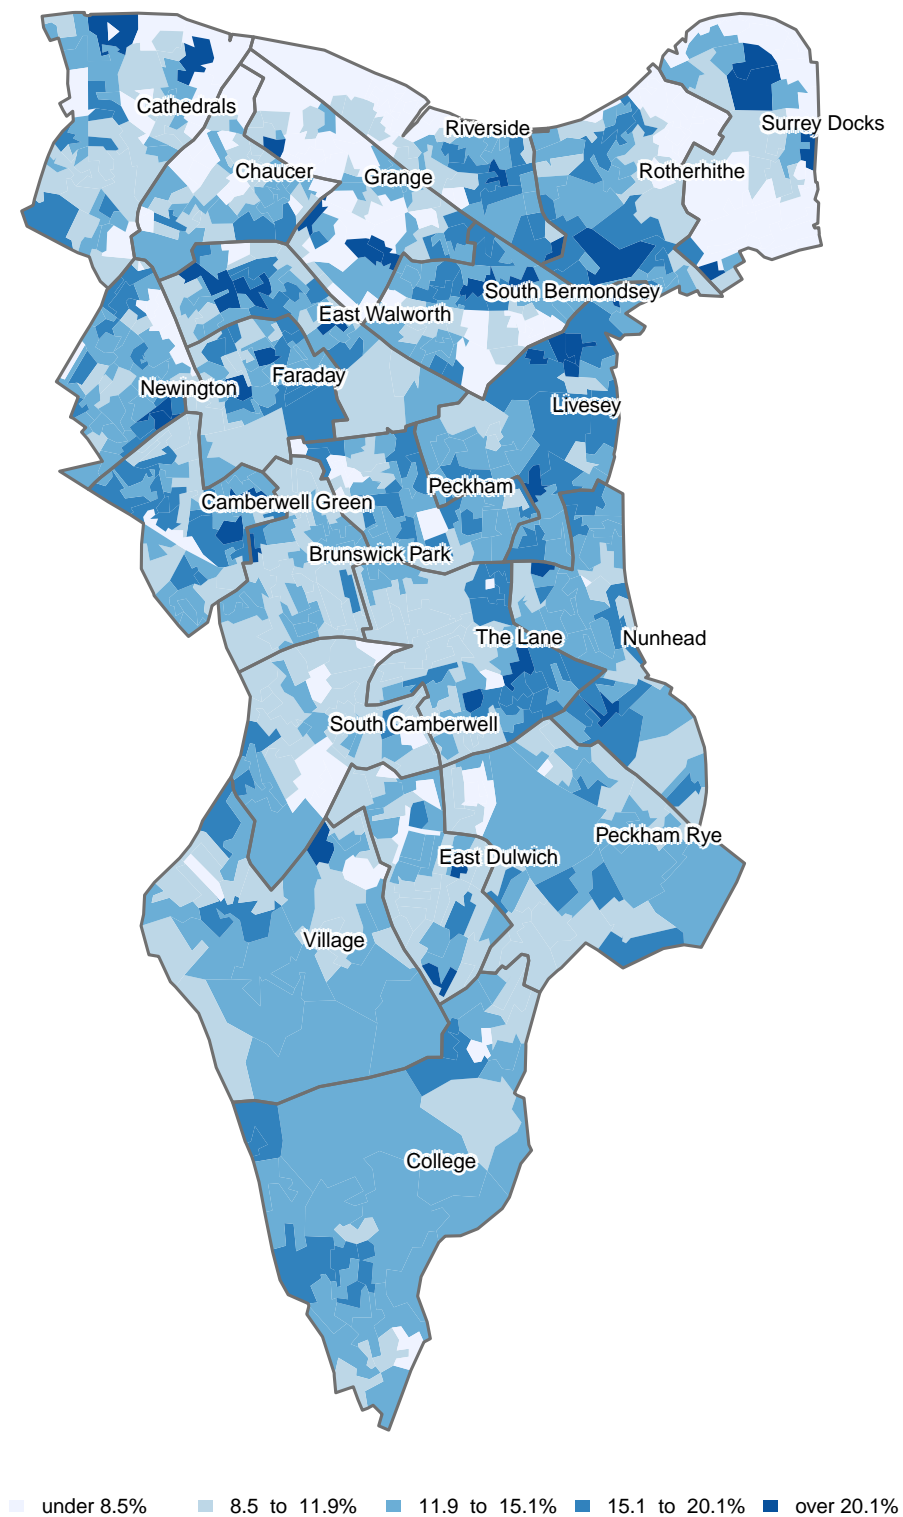 Cathedrals
Surrey Docks
Riverside
Chaucer
Grange
Rotherhithe
South Bermondsey
East Walworth
Faraday
Newington
Livesey
Peckham
Camberwell Green
Brunswick Park
The Lane
Nunhead
South Camberwell
Peckham Rye
East Dulwich
Village
College
under 8.5% 8.5 to 11.9% 11.9 to 15.1% 15.1 to 20.1% over 20.1%